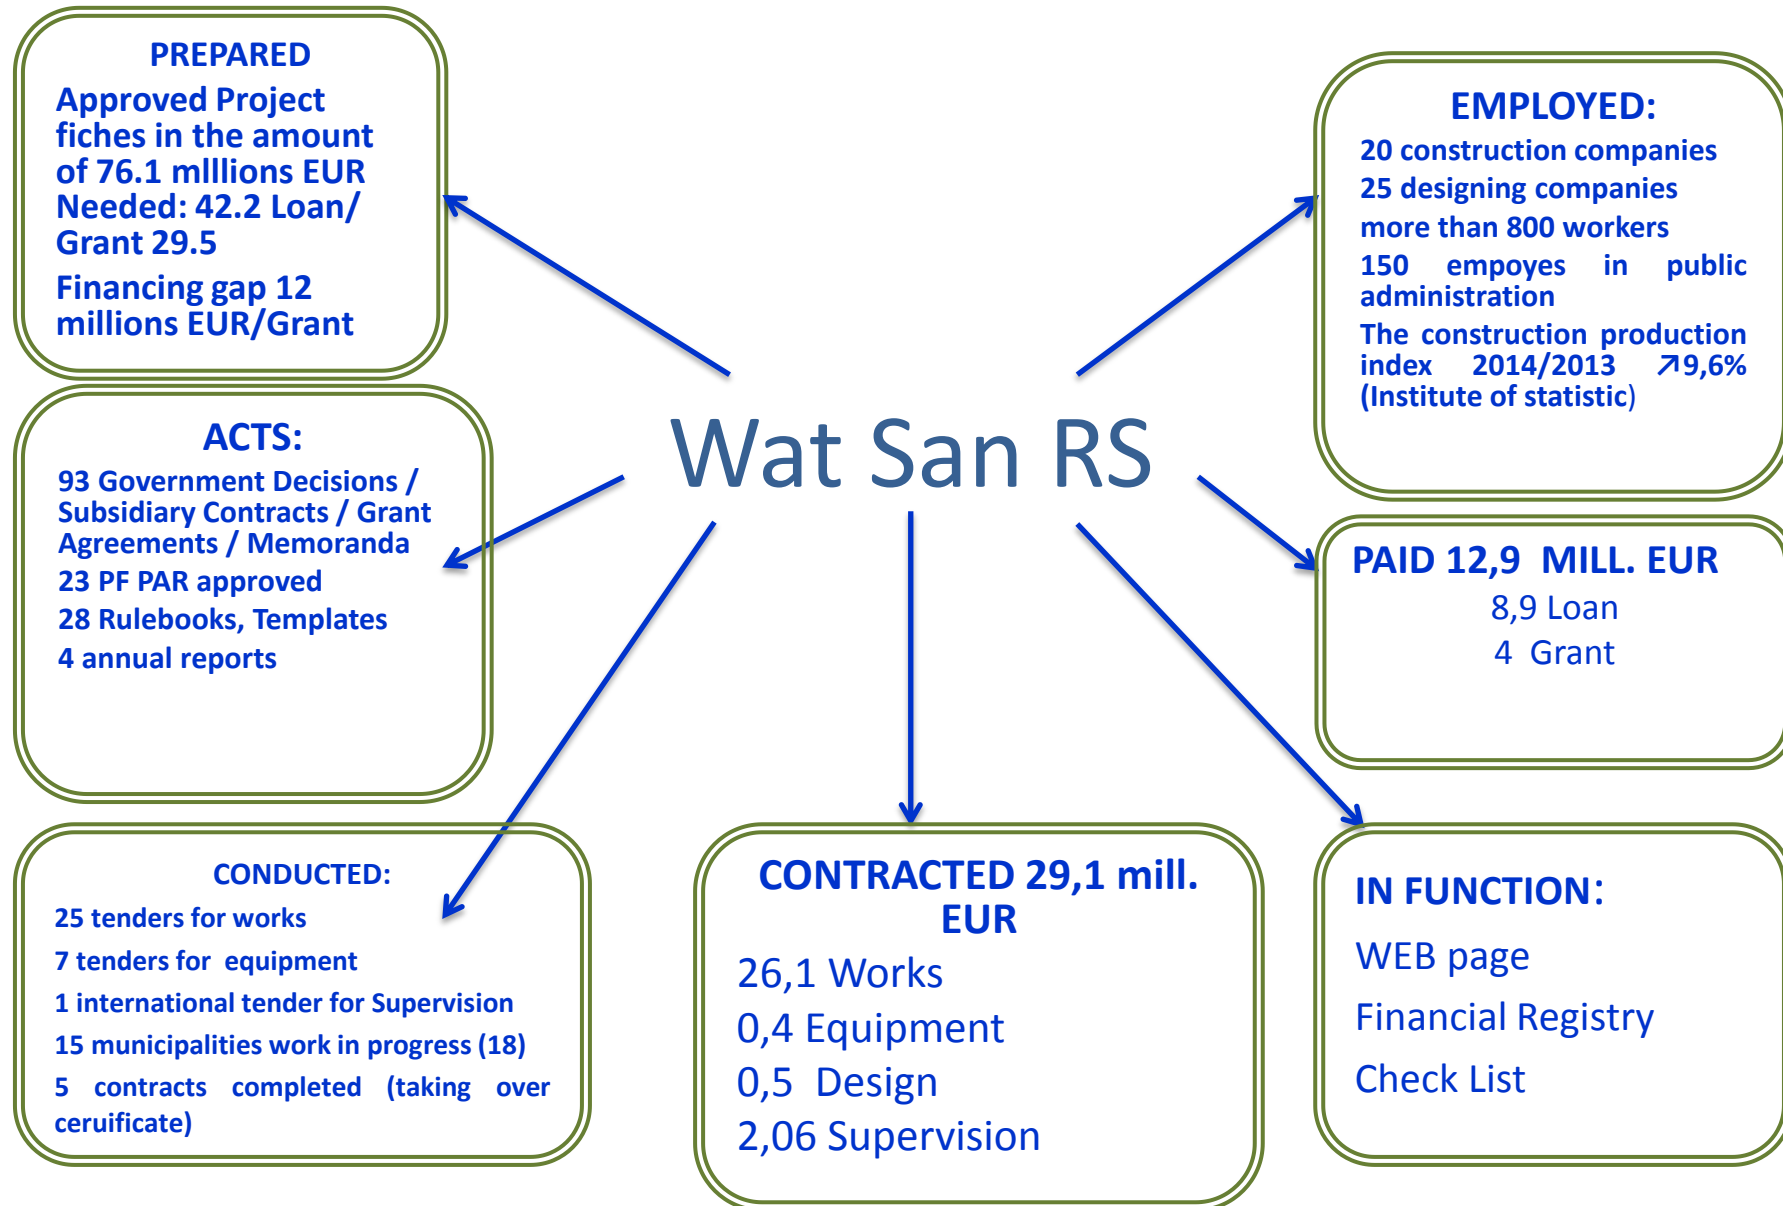 PREPARED
Approved Project
fiches in the amount
of 76.1 mlllions EUR
Needed: 42.2 Loan/
Grant 29.5
Financing gap 12
millions EUR/Grant
ACTS:
93 Government Decisions /
Subsidiary Contracts / Grant
Agreements / Memoranda
23 PF PAR approved
28 Rulebooks, Templates
4 annual reports
CONDUCTED:
25 tenders for works
7 tenders for equipment
1 international tender for Supervision
15 municipalities work in progress (18)
5 contracts completed (taking over
ceruificate)
Wat San RS
CONTRACTED 29,1 mill.
EUR
26,1 Works
0,4 Equipment
0,5 Design
2,06 Supervision
EMPLOYED:
20 construction companies
25 designing companies
more than 800 workers
150 empoyes in public
administration
The construction production
index 2014/2013 ↗9,6%
(Institute of statistic)
PAID 12,9 MILL. EUR
8,9 Loan
4 Grant
IN FUNCTION:
WEB page
Financial Registry
Check List